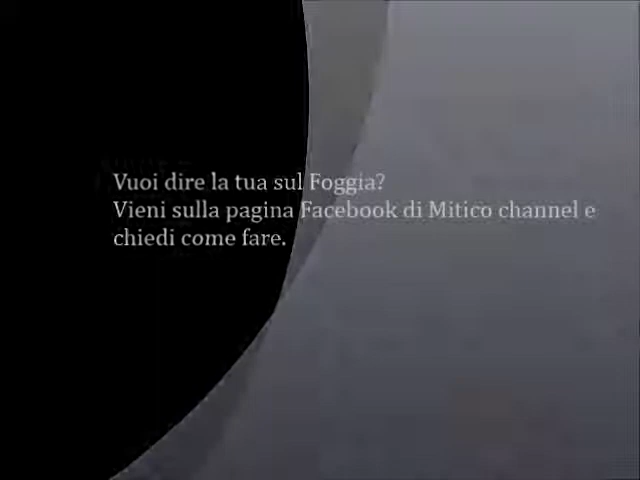 Vuoi dire la tua sul Foggia?
Vieni sulla pagina Facebook di Mitico channel e
chiedi come fare.